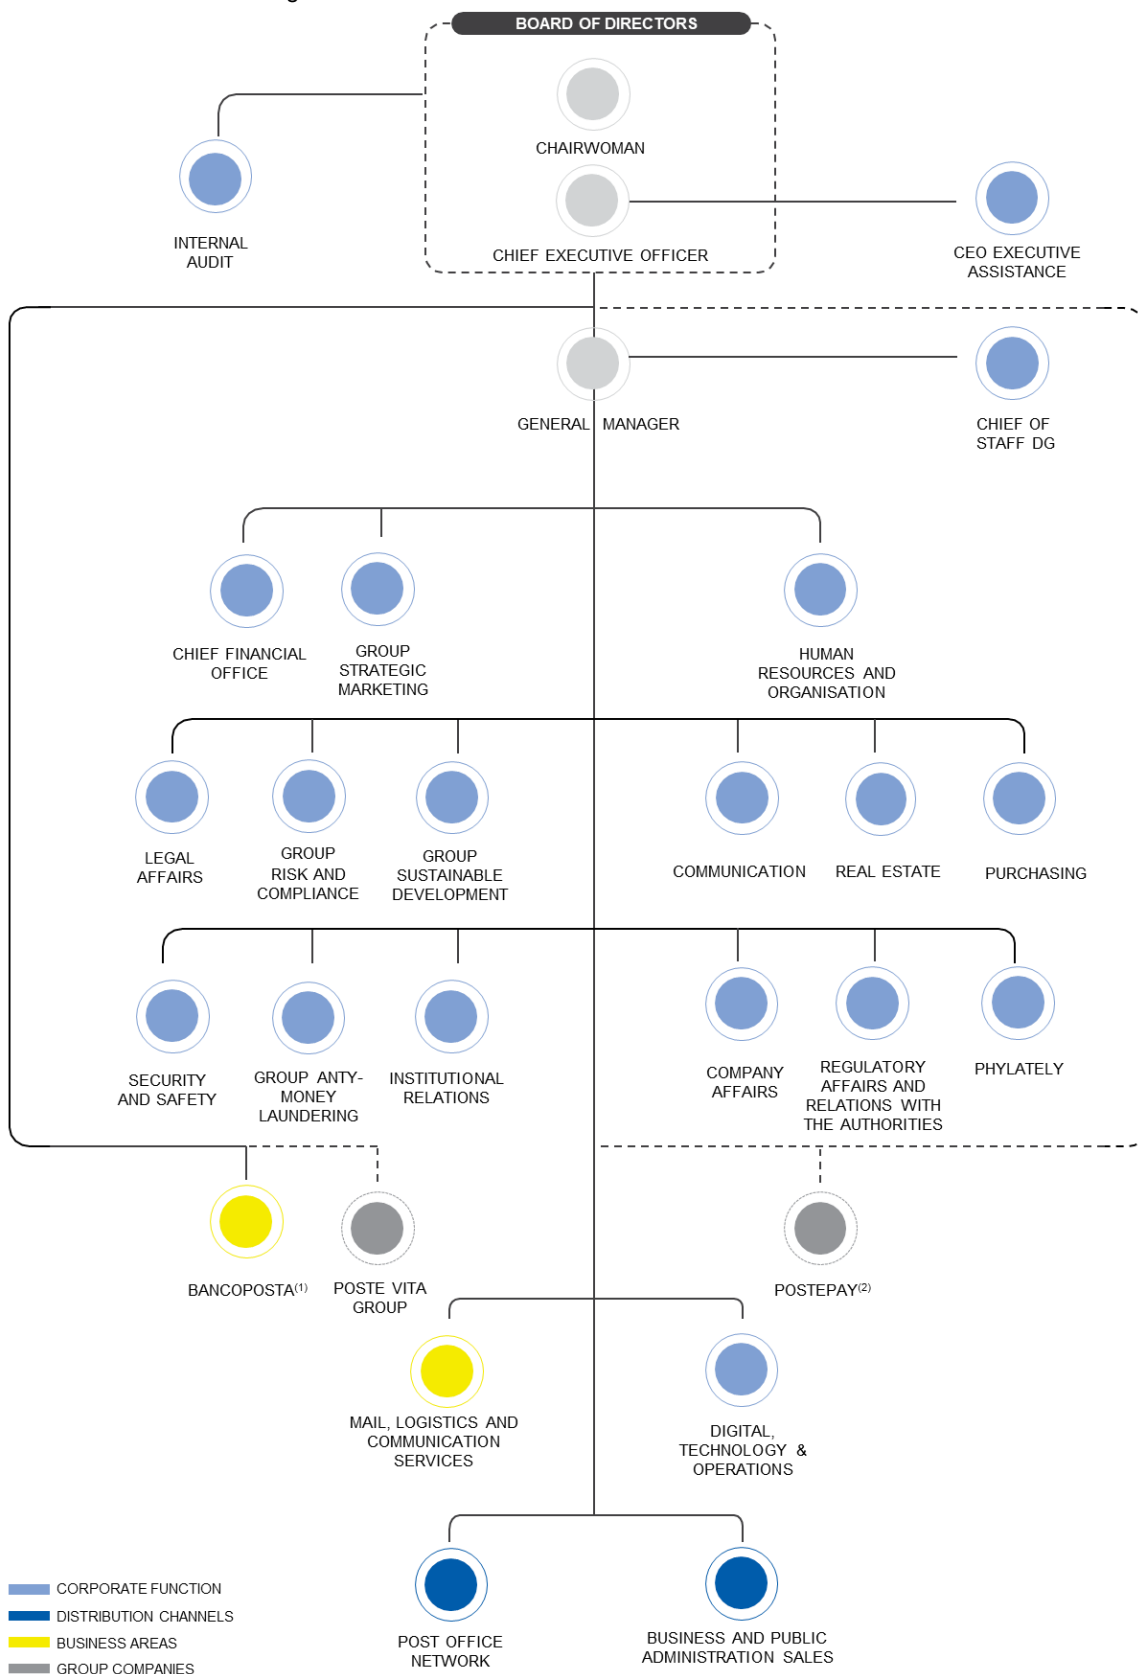 BOARD OF DIRECTORS
CHAIRWOMAN
CHIEF EXECUTIVE OFFICER
INTERNAL
AUDIT
CEO EXECUTIVE
ASSISTANCE
GENERAL MANAGER
CHIEF OF
STAFF DG
CHIEF FINANCIAL
OFFICE
GROUP
STRATEGIC
MARKETING
HUMAN
RESOURCES AND
ORGANISATION
LEGAL
AFFAIRS
GROUP
RISK AND
COMPLIANCE
GROUP
SUSTAINABLE
DEVELOPMENT
COMMUNICATION
REAL ESTATE
PURCHASING
SECURITY
AND SAFETY
GROUP ANTY-
MONEY
LAUNDERING
INSTITUTIONAL
RELATIONS
COMPANY
AFFAIRS
REGULATORY
AFFAIRS AND
RELATIONS WITH
THE AUTHORITIES
PHYLATELY
BANCOPOSTA(1)
POSTE VITA
GROUP
POSTEPAY(2)
MAIL, LOGISTICS AND
COMMUNICATION
SERVICES
DIGITAL,
TECHNOLOGY &
OPERATIONS
POST OFFICE
NETWORK
BUSINESS AND PUBLIC
ADMINISTRATION SALES
CORPORATE FUNCTION
DISTRIBUTION CHANNELS
BUSINESS AREAS
GROUP COMPANIES